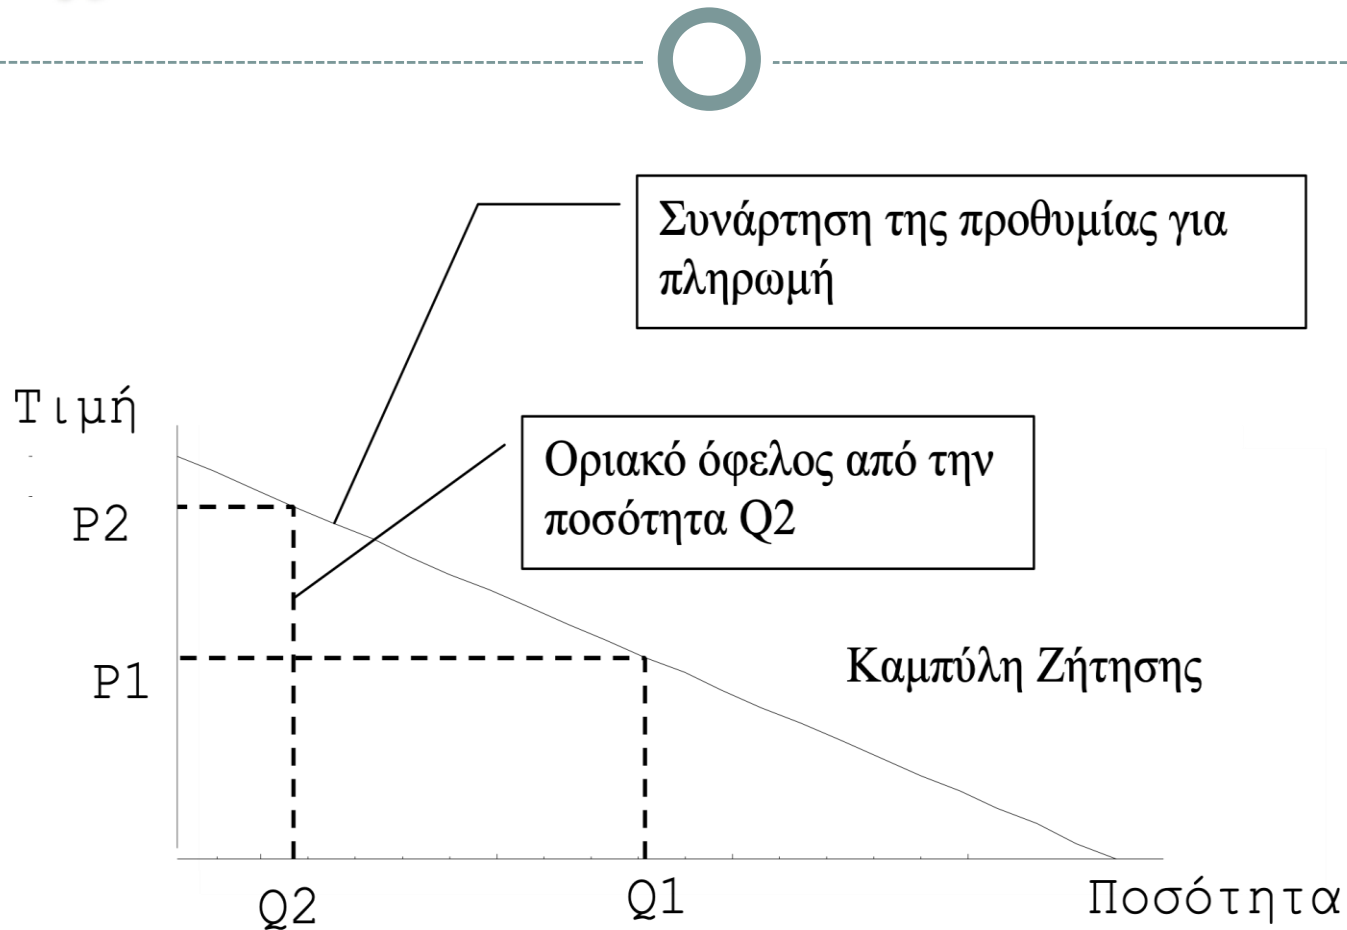 Συνάρτηση της προθυμίας για
πληρωμή
Τιμή
Οριακό όφελος από την
ποσότητα Q2
P2
P1
Καμπύλη Ζήτησης
Q2
Q1
Ποσότητα